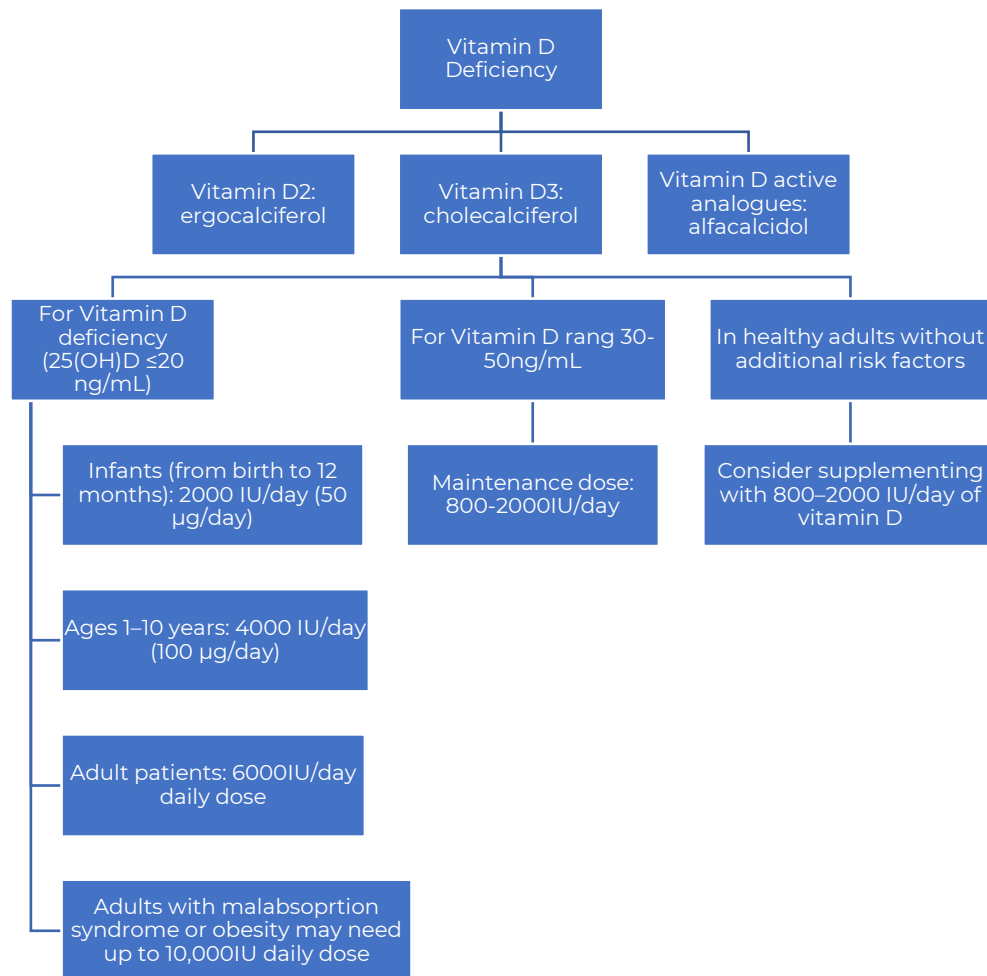 Vitamin D
Deficiency
Vitamin D2:
ergocalciferol
Vitamin D3:
cholecalciferol
Vitamin D active
analogues:
alfacalcidol
For Vitamin D
deficiency
(25(OH)D ≤20
ng/mL)
For Vitamin D rang 30-
50ng/mL
In healthy adults without
additional risk factors
Infants (from birth to 12
months): 2000 IU/day (50
µg/day)
Maintenance dose:
800-2000IU/day
Consider supplementing
with 800–2000 IU/day of
vitamin D
Ages 1–10 years: 4000 IU/day
(100 µg/day)
Adult patients: 6000IU/day
daily dose
Adults with malabsoprtion
syndrome or obesity may need
up to 10,000IU daily dose